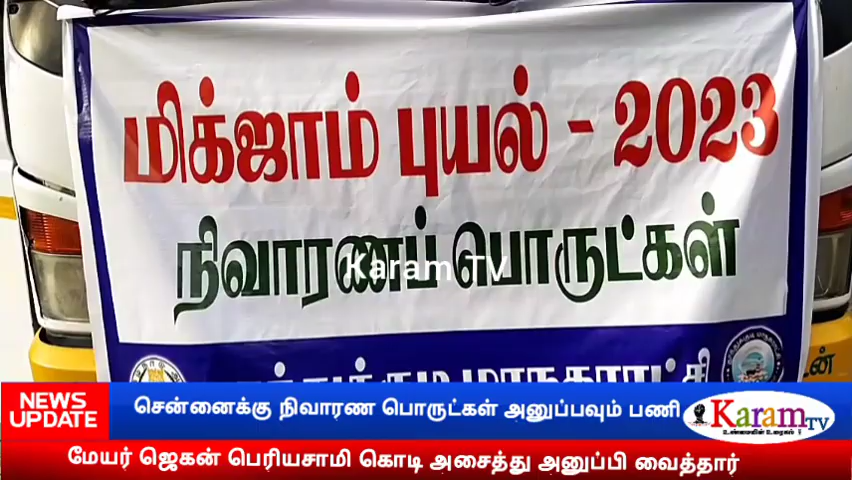 மிக்ஜாம் புயல் - 2023
நிவாரணப் பொருட்கள்
Karam TV
மாநகராட்சி
NEWS UPDATE
சென்னைக்கு நிவாரண பொருட்கள் அனுப்பவும் பணி
Karam TV
மேயர் ஜெகன் பெரியசாமி கொடி அசைத்து அனுப்பி வைத்தார்